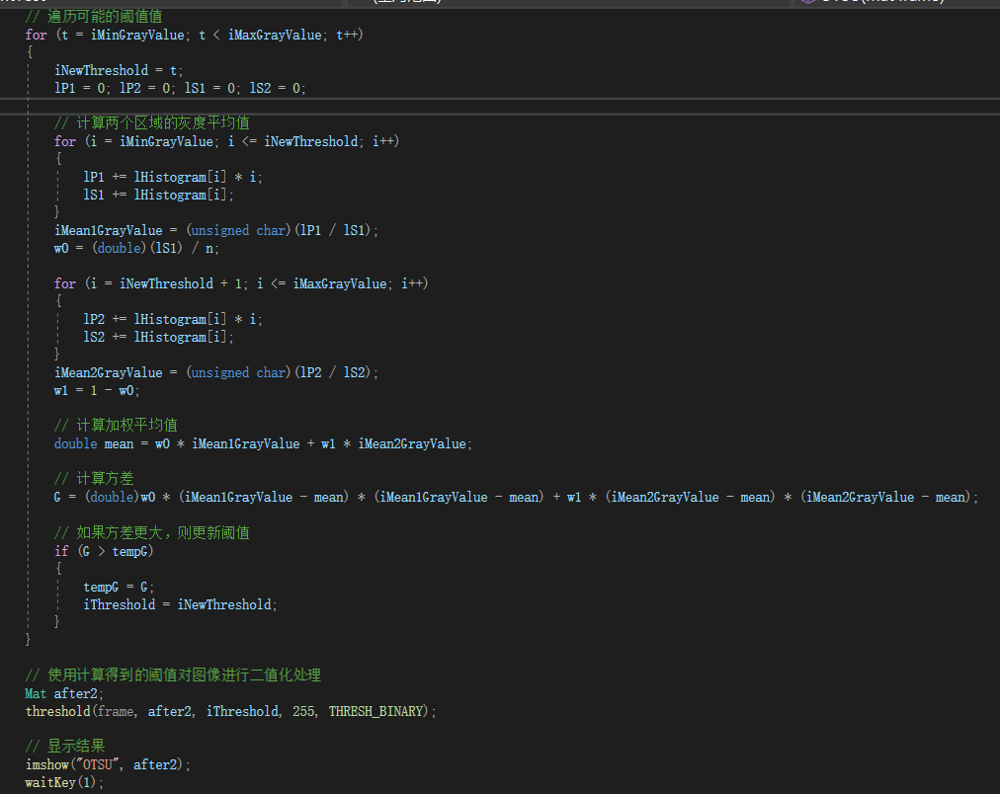 // 遍历可能的阈值值
for (t = iMinGrayValue; t < iMaxGrayValue; t++)
{
iNewThreshold = t;
lP1 = 0; lP2 = 0; lS1 = 0; lS2 = 0;
// 计算两个区域的灰度平均值
for (i = iMinGrayValue; i <= iNewThreshold; i++)
{
lP1 += lHistogram[i] * i;
lS1 += lHistogram[i];
}
iMean1GrayValue = (unsigned char)(lP1 / lS1);
w0 = (double)(lS1) / n;
for (i = iNewThreshold + 1; i <= iMaxGrayValue; i++)
{
lP2 += lHistogram[i] * i;
lS2 += lHistogram[i];
}
iMean2GrayValue = (unsigned char)(lP2 / lS2);
w1 = 1 - w0;
// 计算加权平均值
double mean = w0 * iMean1GrayValue + w1 * iMean2GrayValue;
// 计算方差
G = (double)w0 * (iMean1GrayValue - mean) * (iMean1GrayValue - mean) + w1 * (iMean2GrayValue - mean) * (iMean2GrayValue - mean);
// 如果方差更大，则更新阈值
if (G > tempG)
{
tempG = G;
iThreshold = iNewThreshold;
}
}
// 使用计算得到的阈值对图像进行二值化处理
Mat after2;
threshold(frame, after2, iThreshold, 255, THRESH_BINARY);
// 显示结果
imshow("OTSU", after2);
waitKey(1);